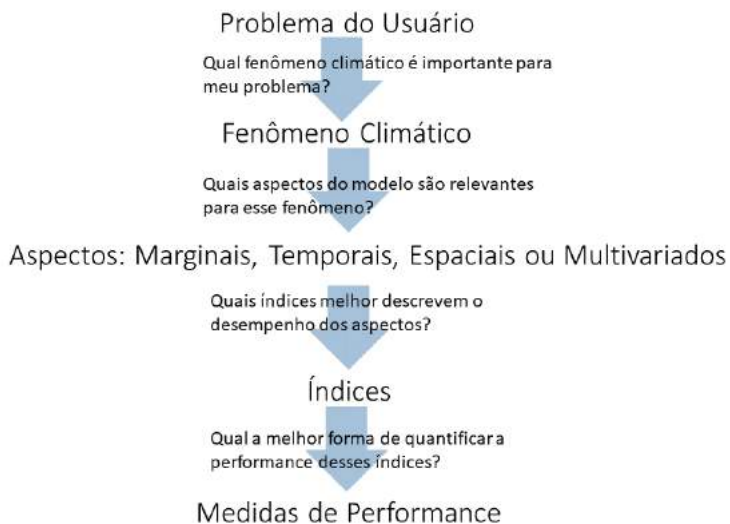 Problema do Usuário
Qual fenômeno climático é importante para
meu problema?
Fenômeno Climático
Quais aspectos do modelo são relevantes
para esse fenômeno?
Aspectos: Marginais, Temporais, Espaciais ou Multivariados
Quais índices melhor descrevem o
desempenho dos aspectos?
Índices
Qual a melhor forma de quantificar a
performance desses índices?
Medidas de Performance